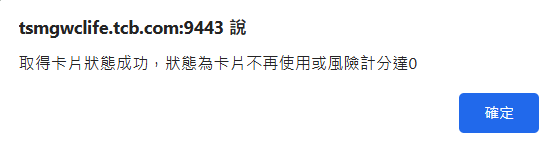 tsmgwclife.tcb.com:9443 說
取得卡片狀態成功，狀態為卡片不再使用或風險計分達0
確定